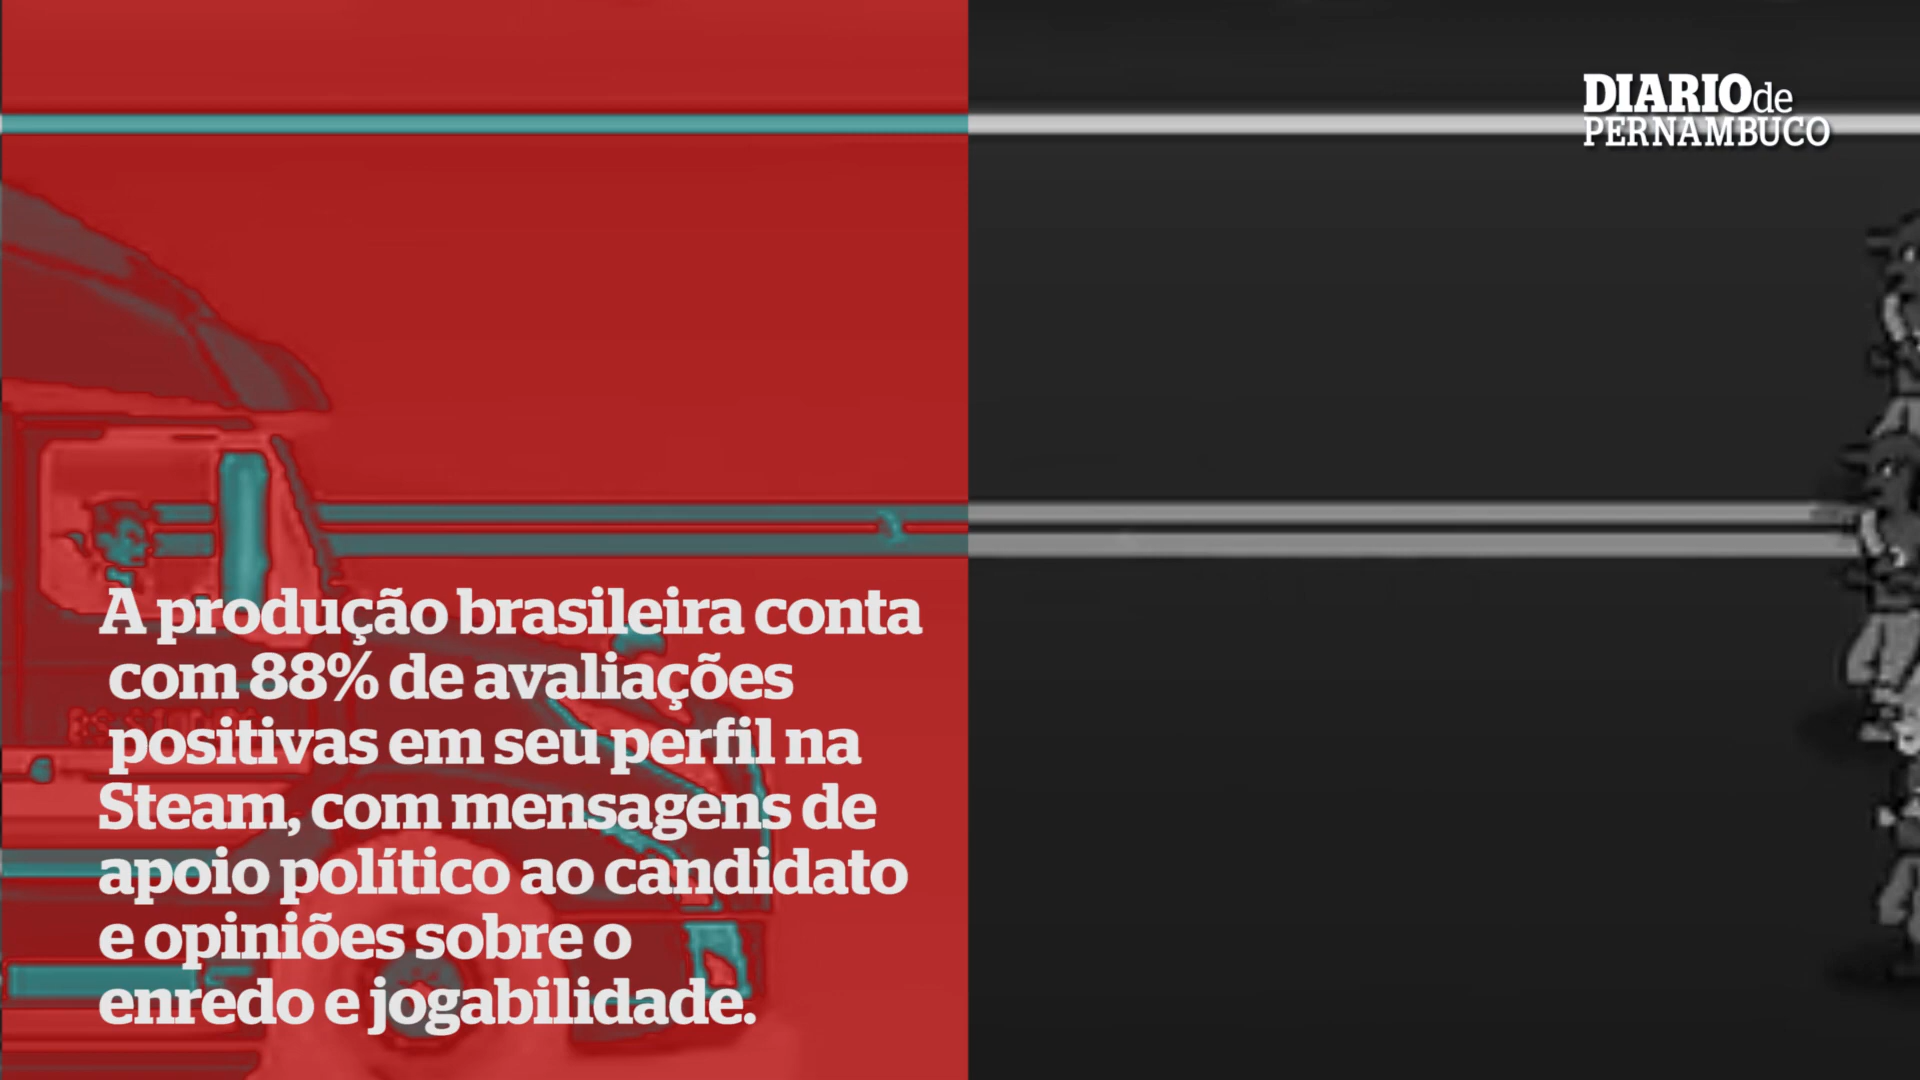 DIARIO de
PERNAMBUCO
A produção brasileira conta
com 88% de avaliações
positivas em seu perfil na
Steam, com mensagens de
apoio político ao candidato
e opiniões sobre o
enredo e jogabilidade.